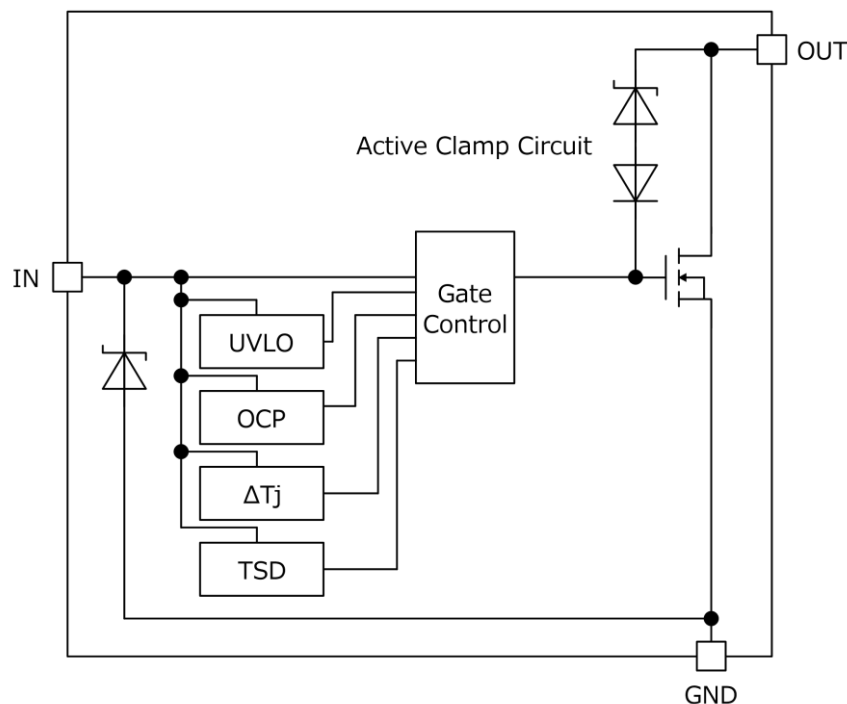 OUT
Active Clamp Circuit
IN
Gate
Control
UVLO
OCP
ΔTj
TSD
GND